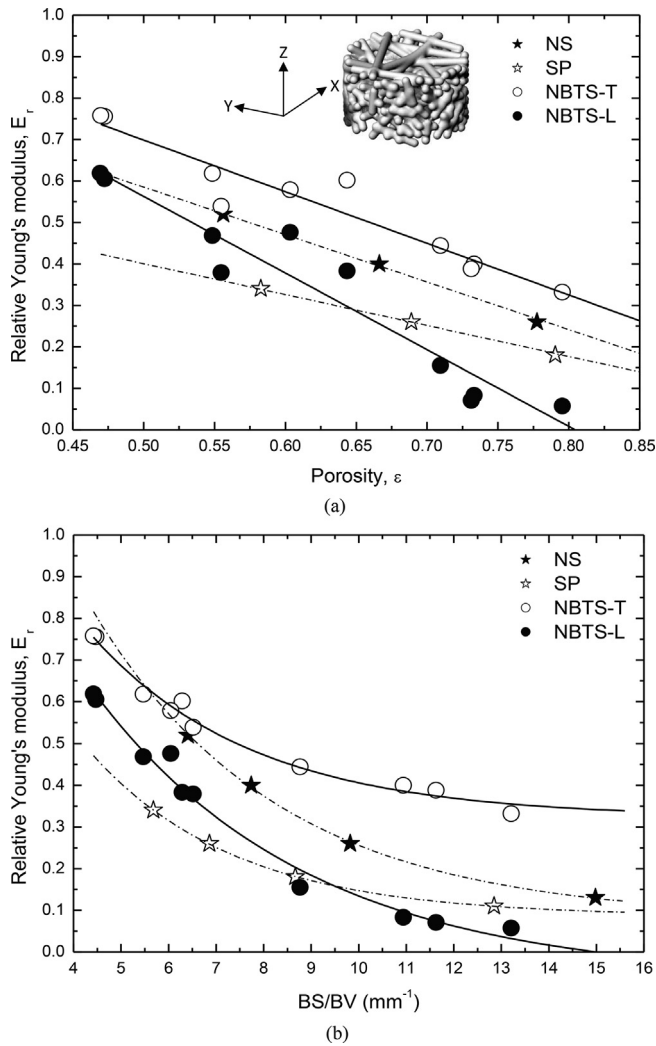 1.0
0.9
0.8
0.7
0.6
0.5
0.4
0.3
0.2
0.1
0.0
Relative Young's modulus, E_r
Z
Y
X
NS
SP
NBTS-T
NBTS-L
0.45 0.50 0.55 0.60 0.65 0.70 0.75 0.80 0.85
Porosity, ε
(a)
1.0
0.9
0.8
0.7
0.6
0.5
0.4
0.3
0.2
0.1
0.0
Relative Young's modulus, E_r
NS
SP
NBTS-T
NBTS-L
4 5 6 7 8 9 10 11 12 13 14 15 16
BS/BV (mm⁻¹)
(b)